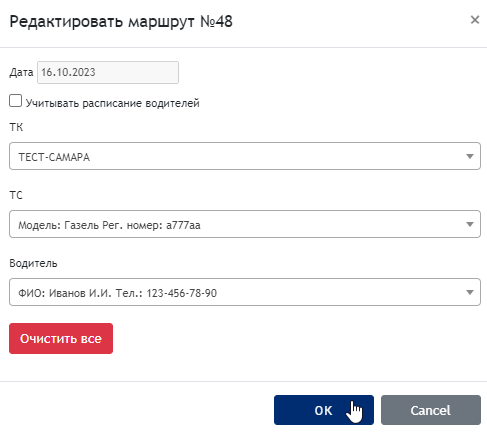 Редактировать маршрут №48
×
Дата 16.10.2023
Учитывать расписание водителей
ТК
ТЕСТ-САМАРА
ТС
Модель: Газель Рег. номер: а777аа
Водитель
ФИО: Иванов И.И. Тел.: 123-456-78-90
Очистить все
OK Cancel